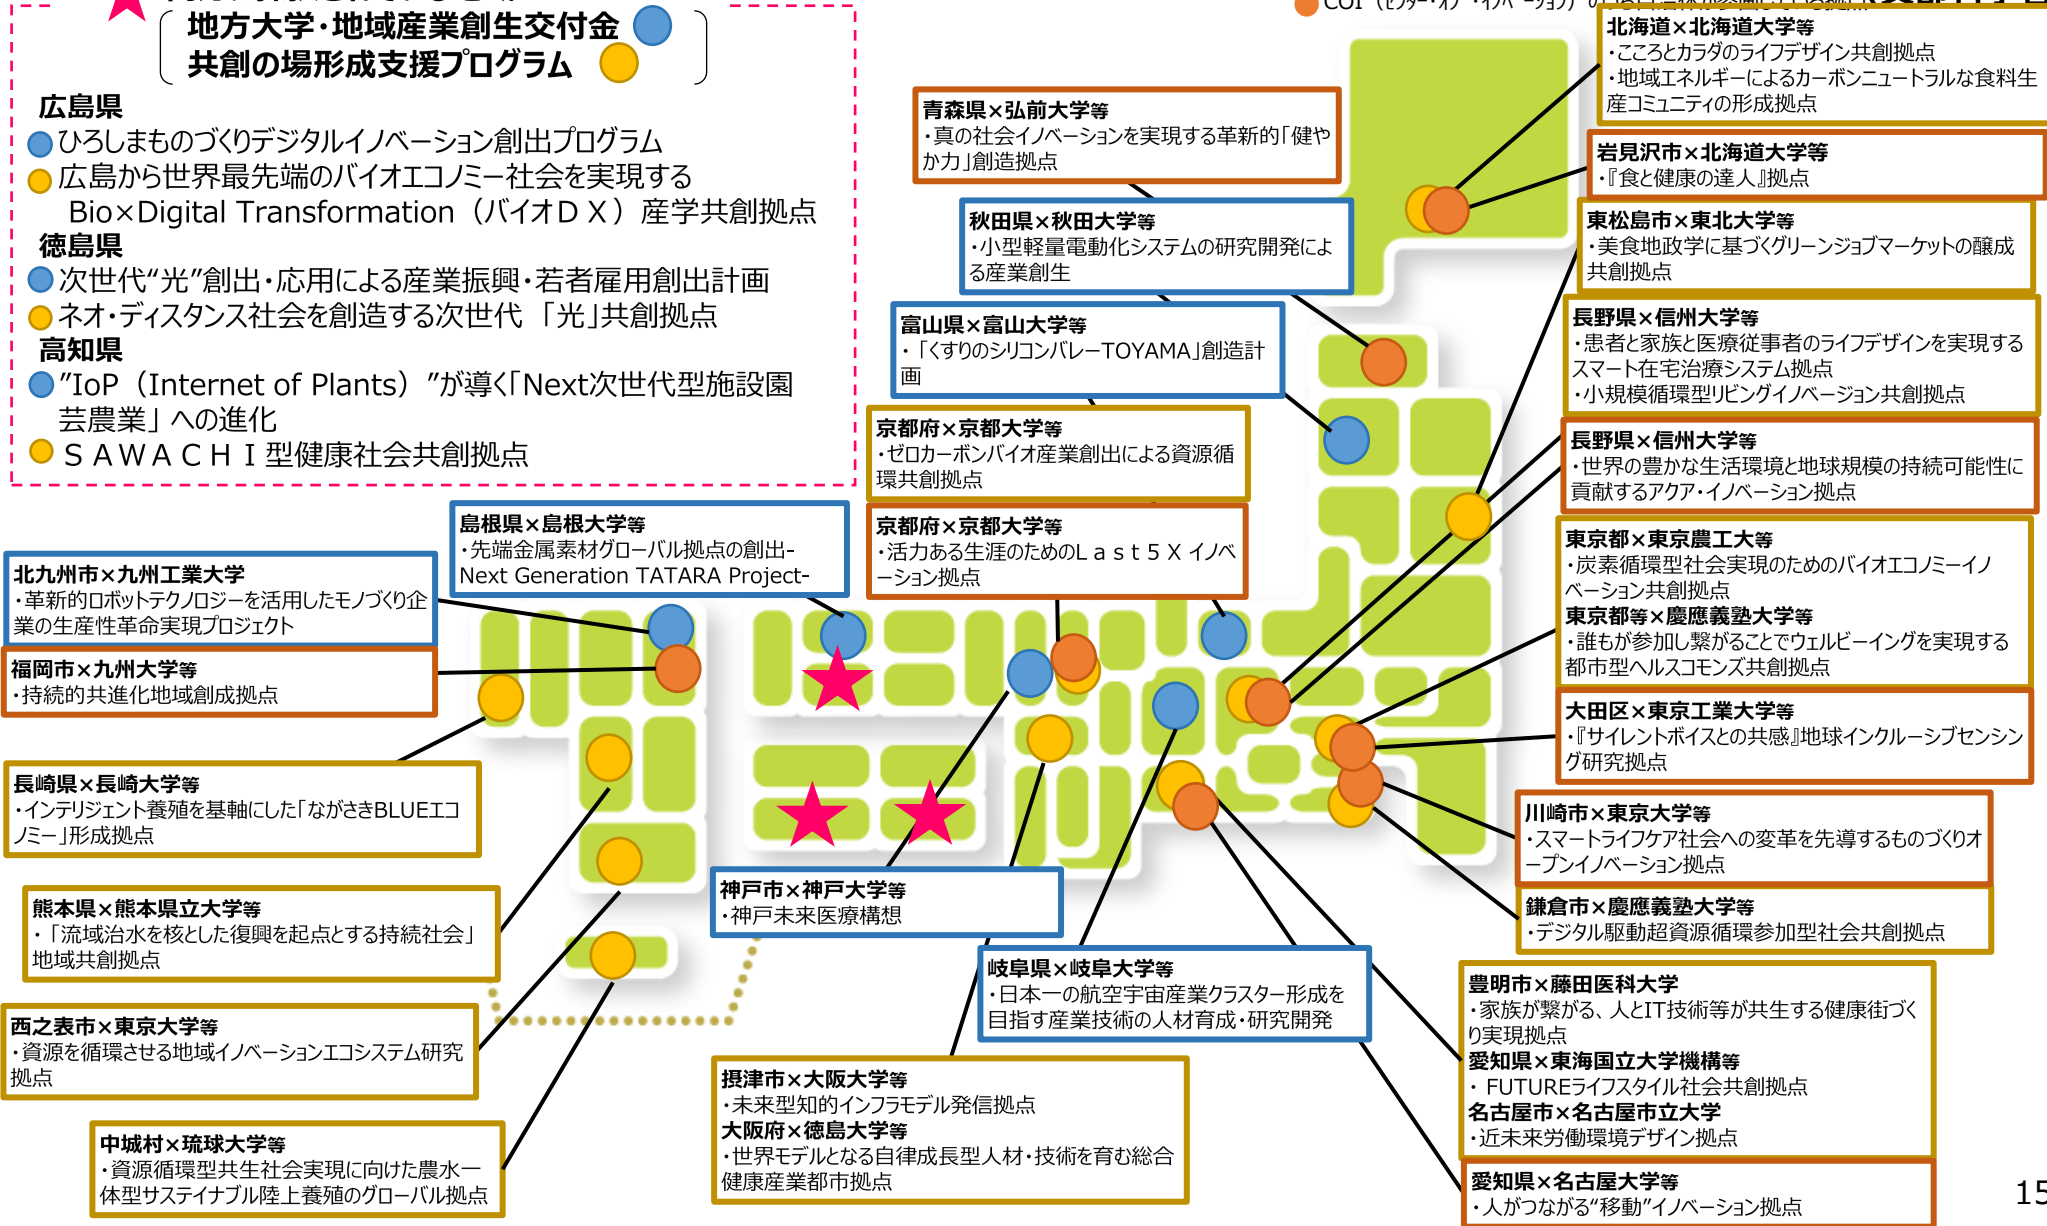 地方大学・地域産業創生交付金
共創の場形成支援プログラム
広島県
ひろしまものづくりデジタルイノベーション創出プログラム
広島から世界最先端のバイオエコノミー社会を実現する
Bio×Digital Transformation（バイオＤＸ）産学共創拠点
徳島県
次世代“光”創出・応用による産業振興・若者雇用創出計画
ネオ・ディスタンス社会を創造する次世代「光」共創拠点
高知県
”IoP（Internet of Plants）”が導く「Next次世代型施設園
芸農業」への進化
ＳＡＷＡＣＨＩ型健康社会共創拠点
青森県×弘前大学等
・真の社会イノベーションを実現する革新的「健や
か力」創造拠点
秋田県×秋田大学等
・小型軽量電動化システムの研究開発によ
る産業創生
富山県×富山大学等
・「くすりのシリコンバレーTOYAMA」創造計
画
京都府×京都大学等
・ゼロカーボンバイオ産業創出による資源循
環共創拠点
京都府×京都大学等
・活力ある生涯のためのＬａｓｔ５Ｘイノベ
ーション拠点
島根県×島根大学等
・先端金属素材グローバル拠点の創出-
Next Generation TATARA Project-
北九州市×九州工業大学
・革新的ロボットテクノロジーを活用したモノづくり企
業の生産性革命実現プロジェクト
福岡市×九州大学等
・持続的共進化地域創成拠点
長崎県×長崎大学等
・インテリジェント養殖を基軸にした「ながさきBLUEエコ
ノミー」形成拠点
熊本県×熊本県立大学等
・「流域治水を核とした復興を起点とする持続社会」
地域共創拠点
西之表市×東京大学等
・資源を循環させる地域イノベーションエコシステム研究
拠点
中城村×琉球大学等
・資源循環型共生社会実現に向けた農水一
体型サステイナブル陸上養殖のグローバル拠点
神戸市×神戸大学等
・神戸未来医療構想
岐阜県×岐阜大学等
・日本一の航空宇宙産業クラスター形成を
目指す産業技術の人材育成・研究開発
摂津市×大阪大学等
・未来型知的インフラモデル発信拠点
大阪府×徳島大学等
・世界モデルとなる自律成長型人材・技術を育む総合
健康産業都市拠点
北海道×北海道大学等
・こころとカラダのライフデザイン共創拠点
・地域エネルギーによるカーボンニュートラルな食料生
産コミュニティの形成拠点
岩見沢市×北海道大学等
・『食と健康の達人』拠点
東松島市×東北大学等
・美食地政学に基づくグリーンジョブマーケットの醸成
共創拠点
長野県×信州大学等
・患者と家族と医療従事者のライフデザインを実現する
スマート在宅治療システム拠点
・小規模循環型リビングイノベージョン共創拠点
長野県×信州大学等
・世界の豊かな生活環境と地球規模の持続可能性に
貢献するアクア・イノベーション拠点
東京都×東京農工大等
・炭素循環型社会実現のためのバイオエコノミーイノ
ベーション共創拠点
東京都等×慶應義塾大学等
・誰もが参加し繋がることでウェルビーイングを実現する
都市型ヘルスコモンズ共創拠点
大田区×東京工業大学等
・『サイレントボイスとの共感』地球インクルーシブセンシン
グ研究拠点
川崎市×東京大学等
・スマートライフケア社会への変革を先導するものづくりオ
ープンイノベーション拠点
鎌倉市×慶應義塾大学等
・デジタル駆動超資源循環参加型社会共創拠点
豊明市×藤田医科大学
・家族が繋がる、人とIT技術等が共生する健康街づく
り実現拠点
愛知県×東海国立大学機構等
・ FUTUREライフスタイル社会共創拠点
名古屋市×名古屋市立大学
・近未来労働環境デザイン拠点
愛知県×名古屋大学等
・人がつながる“移動”イノベーション拠点
15